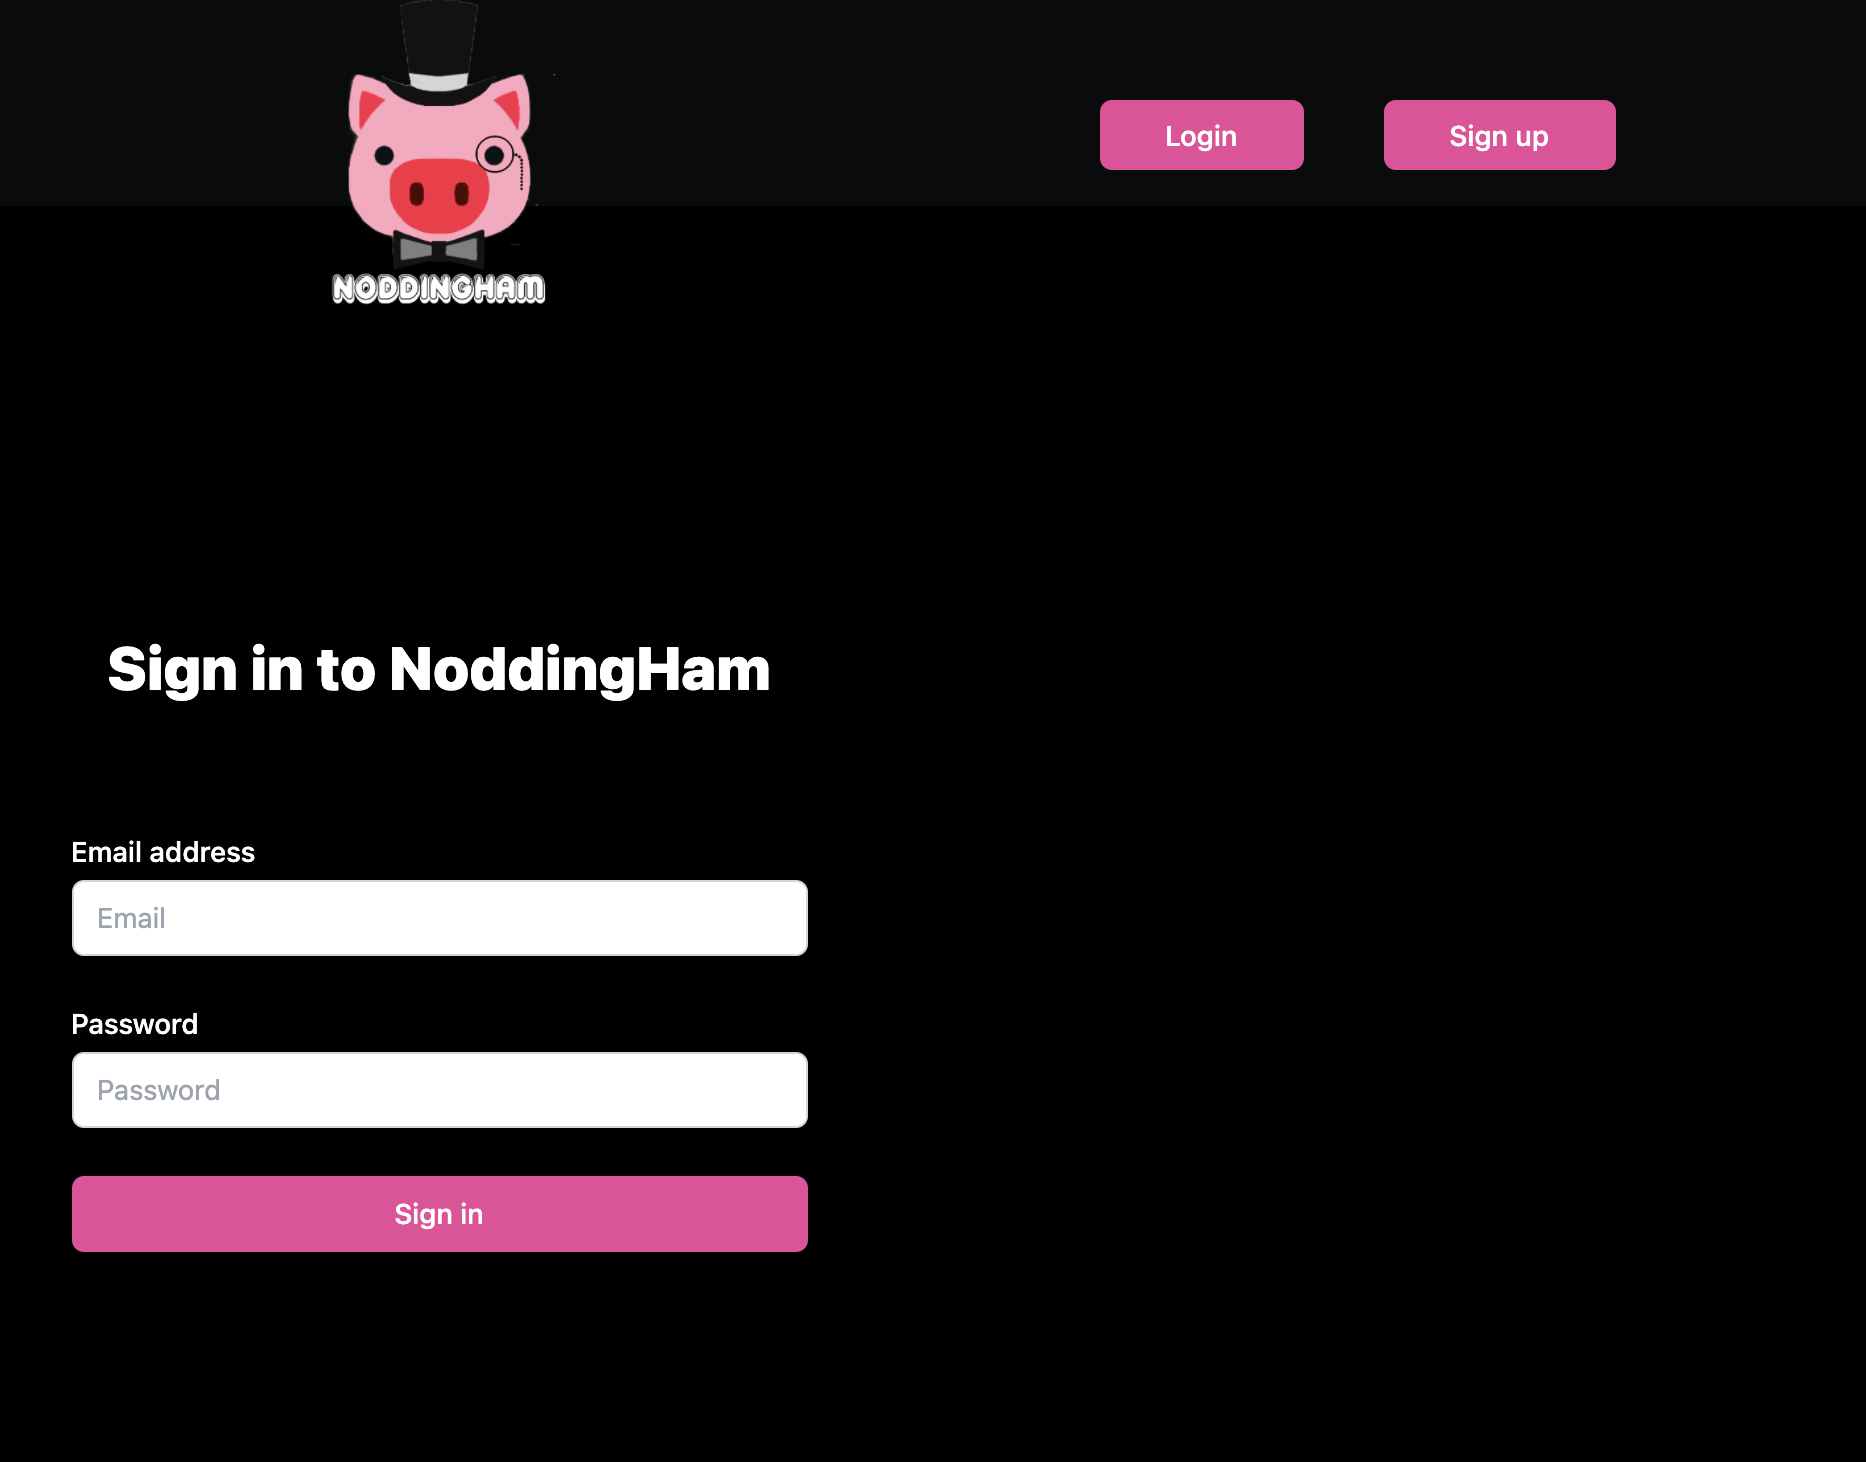 Login
Sign up
NODDINGHAM
Sign in to NoddingHam
Email address
Email
Password
Password
Sign in